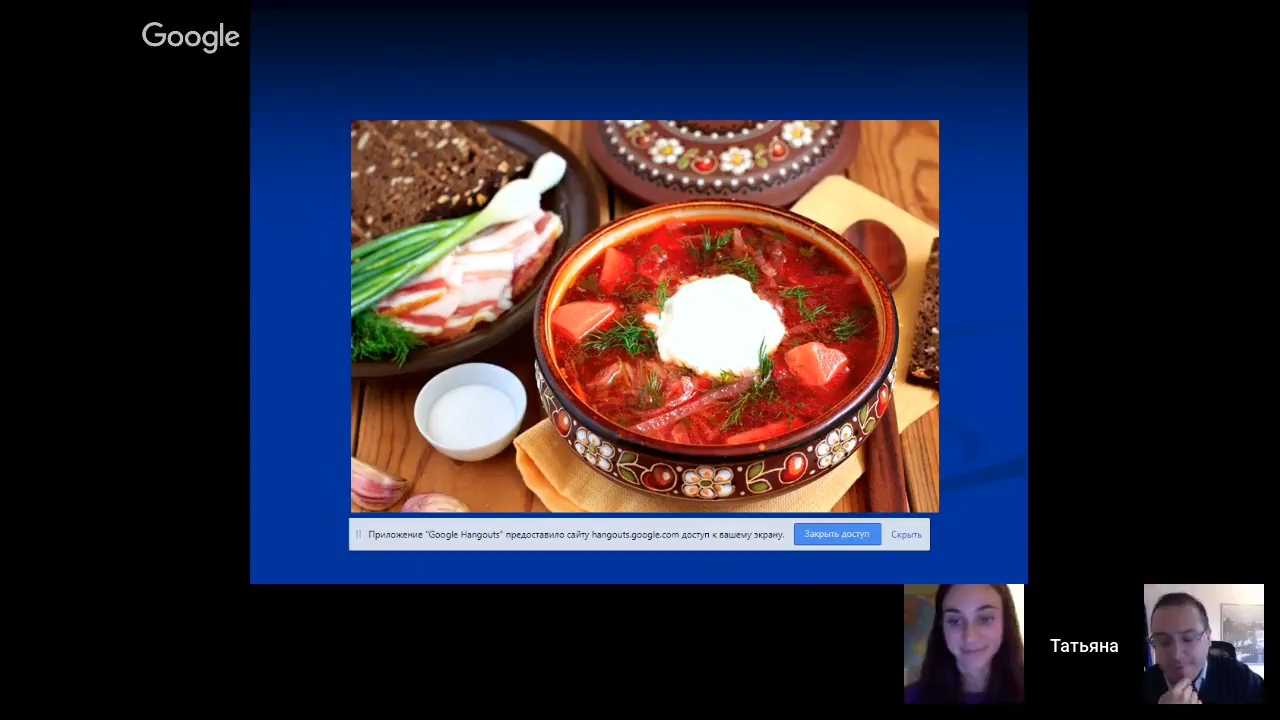 Google
Приложение "Google Hangouts" предоставило сайту hangouts.google.com доступ к вашему экрану. Закрыть доступ Скрыть
Татьяна